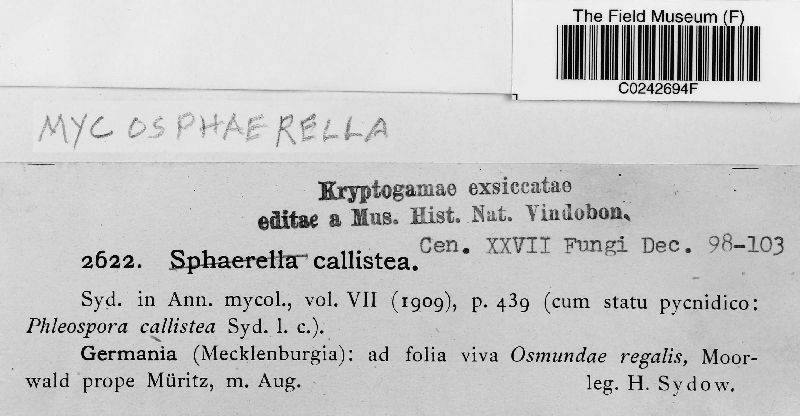 The Field Museum (F)
C0242694F
MYCOSPHAERELLA
Kryptogamae exsiccatae
editae a Mus. Hist. Nat. Vindobon.
Cen. XXVII Fungi Dec. 98-103
2622. Sphaerella callistea.
Syd. in Ann. mycol., vol. VII (1909), p. 439 (cum statu pycnidico:
Phleospora callistea Syd. l. c.).
Germania (Mecklenburgia): ad folia viva Osmundae regalis, Moor-
wald prope Müritz, m. Aug. leg. H. Sydow.